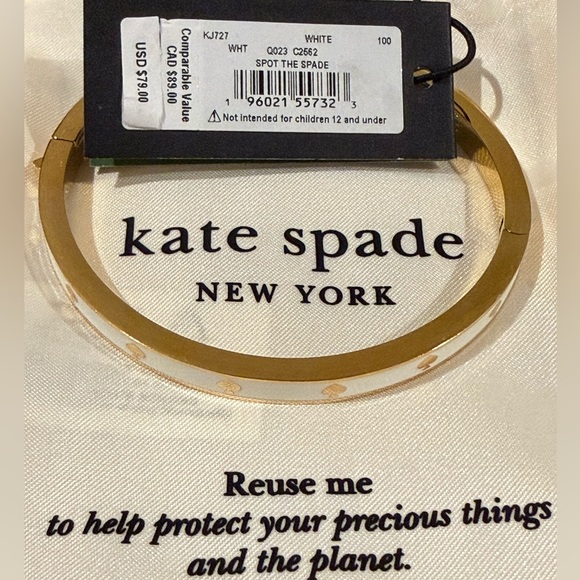 KJ727 WHITE 100
WHT Q023 C2562
SPOT THE SPADE
1 96021 55732 3
⚠ Not intended for children 12 and under
Comparable Value
CAD $89.00
USD $79.00
kate spade
NEW YORK
Reuse me
to help protect your precious things
and the planet.